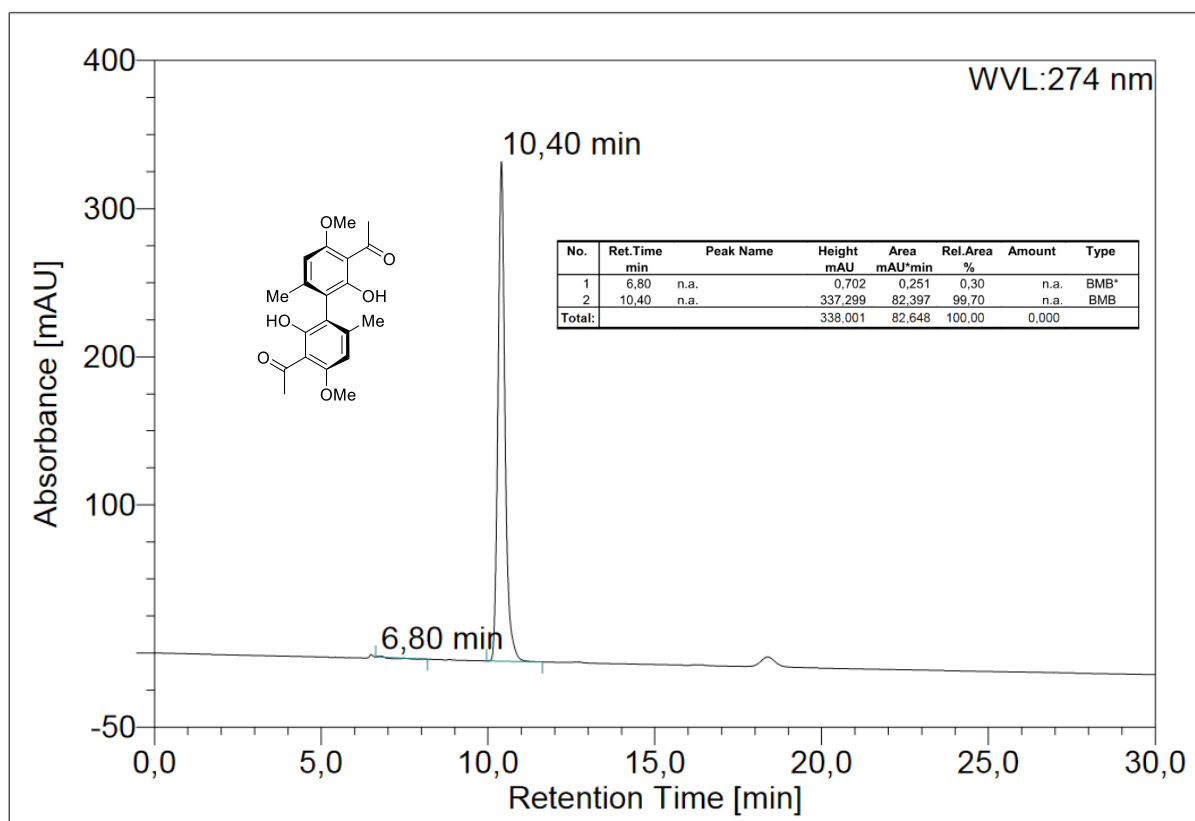 400
WVL:274 nm
10,40 min
300
OMe
O
Me
OH
HO
Me
O
OMe
No. Ret.Time Peak Name Height Area Rel.Area Amount Type
min mAU mAU*min %
1 6,80 n.a. 0,702 0,251 0,30 n.a. BMB*
2 10,40 n.a. 337,299 82,397 99,70 n.a. BMB
Total: 338,001 82,648 100,00 0,000
200
Absorbance [mAU]
100
6,80 min
-50
0,0 5,0 10,0 15,0 20,0 25,0 30,0
Retention Time [min]